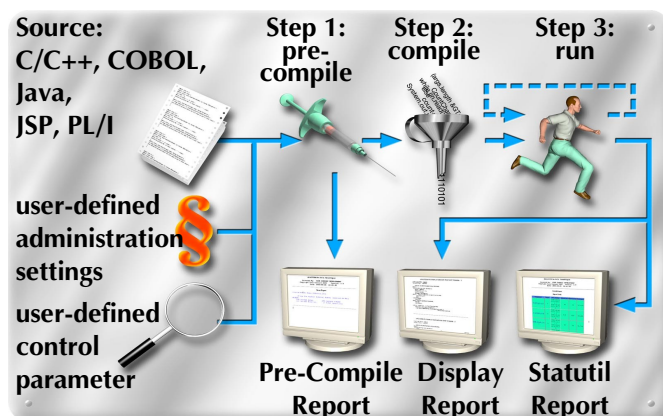 Source:
C/C++, COBOL,
Java,
JSP, PL/I
Step 1:
pre-
compile
Step 2:
compile
Step 3:
run
1110101
user-defined
administration
settings
user-defined
control
parameter
Pre-Compile
Report
Display
Report
Statutil
Report